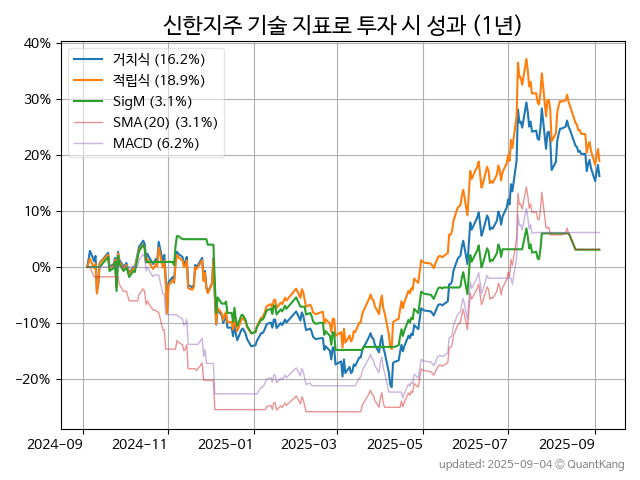 신한지주 기술 지표로 투자 시 성과 (1년)
40%
30%
20%
10%
0%
−10%
−20%
거치식 (16.2%)
적립식 (18.9%)
SigM (3.1%)
SMA(20) (3.1%)
MACD (6.2%)
2024-09 2024-11 2025-01 2025-03 2025-05 2025-07 2025-09
updated: 2025-09-04 © QuantKang